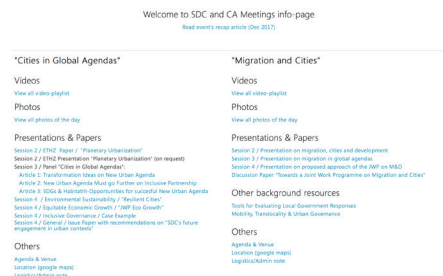 Welcome to SDC and CA Meetings info-page
Read event's recap article (Dec 2017)
"Cities in Global Agendas"
Videos
View all video-playlist
Photos
View all photos of the day
Presentations & Papers
Session 2 / ETHZ Paper / "Planetary Urbanization"
Session 2 / ETHZ Presentation "Planetary Urbanization" (on request)
Session 3 / Panel "Cities in Global Agendas":
Article 1: Transformation Ideas on New Urban Agenda
Article 2: New Urban Agenda Must go Further on Inclusive Partnership
Article 3: SDGs & HabitatIII-Opportunities for succesful New Urban Agenda
Session 4 / Environmental Sustainability / "Resilient Cities"
Session 4 / Equitable Economic Growth / "JWP Eco Growth"
Session 4 / Inclusive Governance / Case Example
Session 4 / General / Issue Paper with recommendations on "SDC's future
engagement in urban contexts"
Others
Agenda & Venue
Location (google maps)
Logistics/Admin note
"Migration and Cities"
Videos
View all video-playlist
Photos
View all photos of the day
Presentations & Papers
Session 2 / Presentation on migration, cities and development
Session 3 / Presentation on migration in global agendas
Session 4 / Presentation on proposed approach of the JWP on M&D
Discussion Paper "Towards a Joint Work Programme on Migration and Cities"
Other background resources
Tools for Evaluating Local Government Responses
Mobility, Translocality & Urban Governance
Others
Agenda & Venue
Location (google maps)
Logistics/Admin note